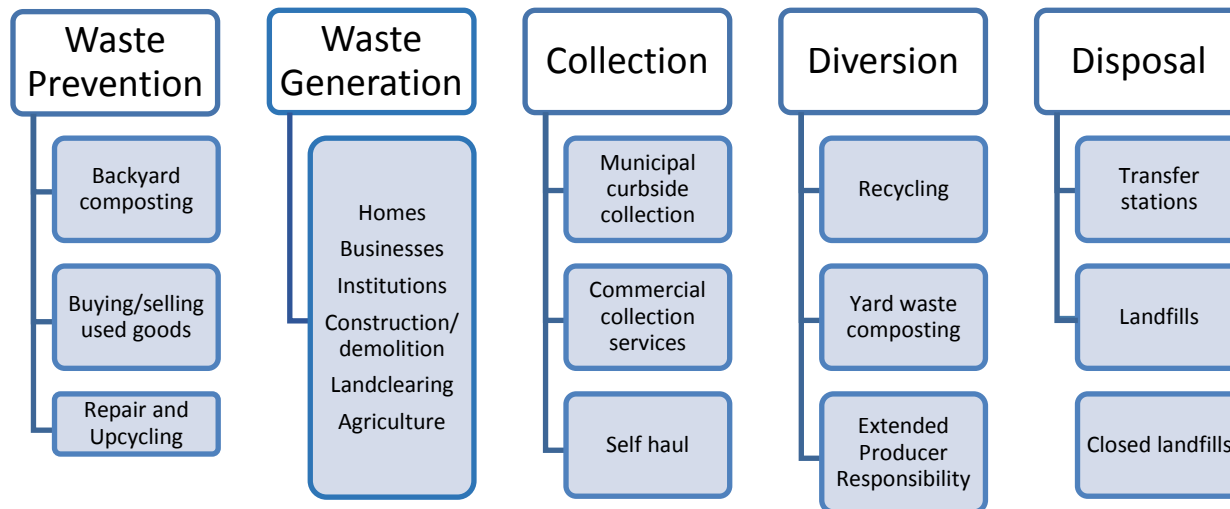 Waste
Prevention
Backyard
composting
Buying/selling
used goods
Repair and
Upcycling
Waste
Generation
Homes
Businesses
Institutions
Construction/
demolition
Landclearing
Agriculture
Collection
Municipal
curbside
collection
Commercial
collection
services
Self haul
Diversion
Recycling
Yard waste
composting
Extended
Producer
Responsibility
Disposal
Transfer
stations
Landfills
Closed landfills